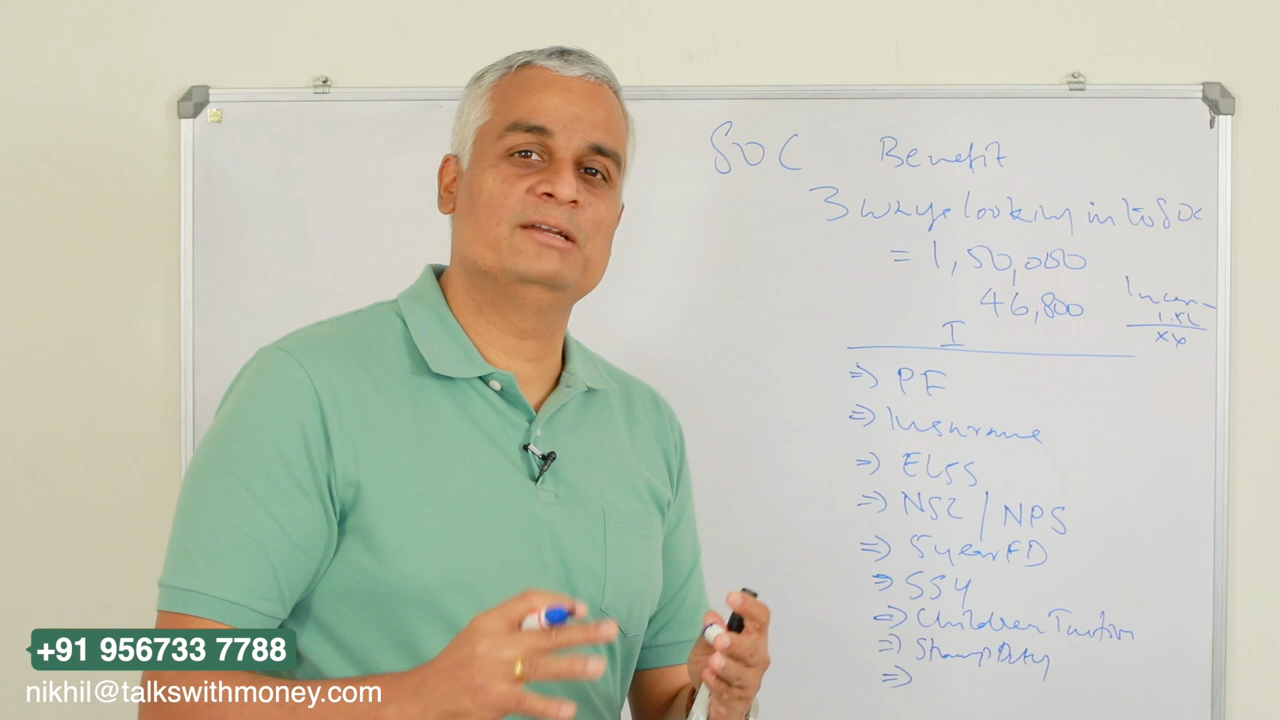 80C Benefit
3 ways looking into 80C
= 1,50,000
46,800
Incom
1.5L
xx
I
⇒ PF
⇒ Insurance
⇒ ELSS
⇒ NSC / NPS
⇒ 5 year FD
⇒ SSY
⇒ Children Tuition
⇒ Stamp Duty
⇒
+91 956733 7788
nikhil@talkswithmoney.com